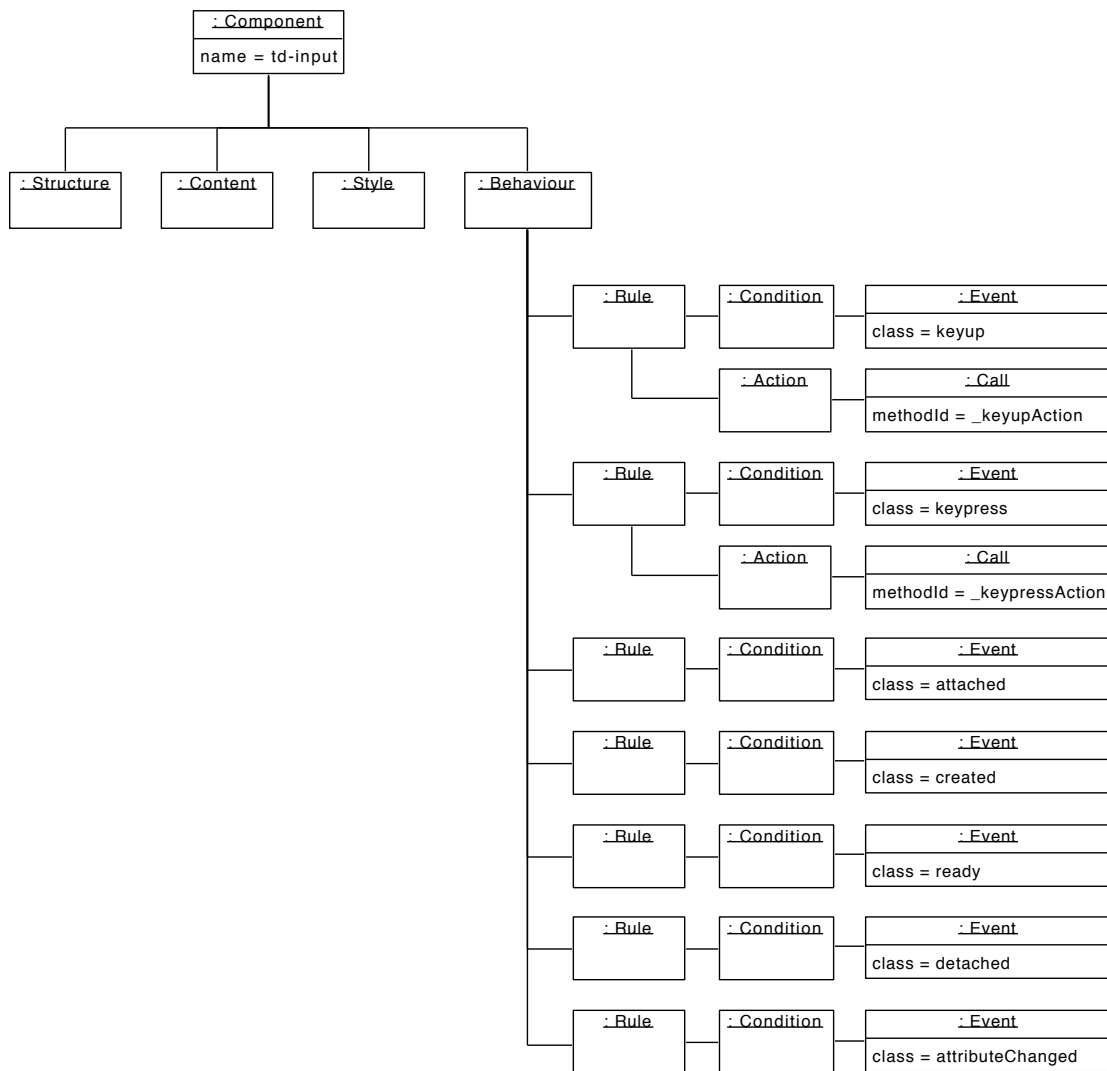 : Component
name = td-input
: Structure
: Content
: Style
: Behaviour
: Rule
: Condition
: Event
class = keyup
: Action
: Call
methodId = _keyupAction
: Rule
: Condition
: Event
class = keypress
: Action
: Call
methodId = _keypressAction
: Rule
: Condition
: Event
class = attached
: Rule
: Condition
: Event
class = created
: Rule
: Condition
: Event
class = ready
: Rule
: Condition
: Event
class = detached
: Rule
: Condition
: Event
class = attributeChanged